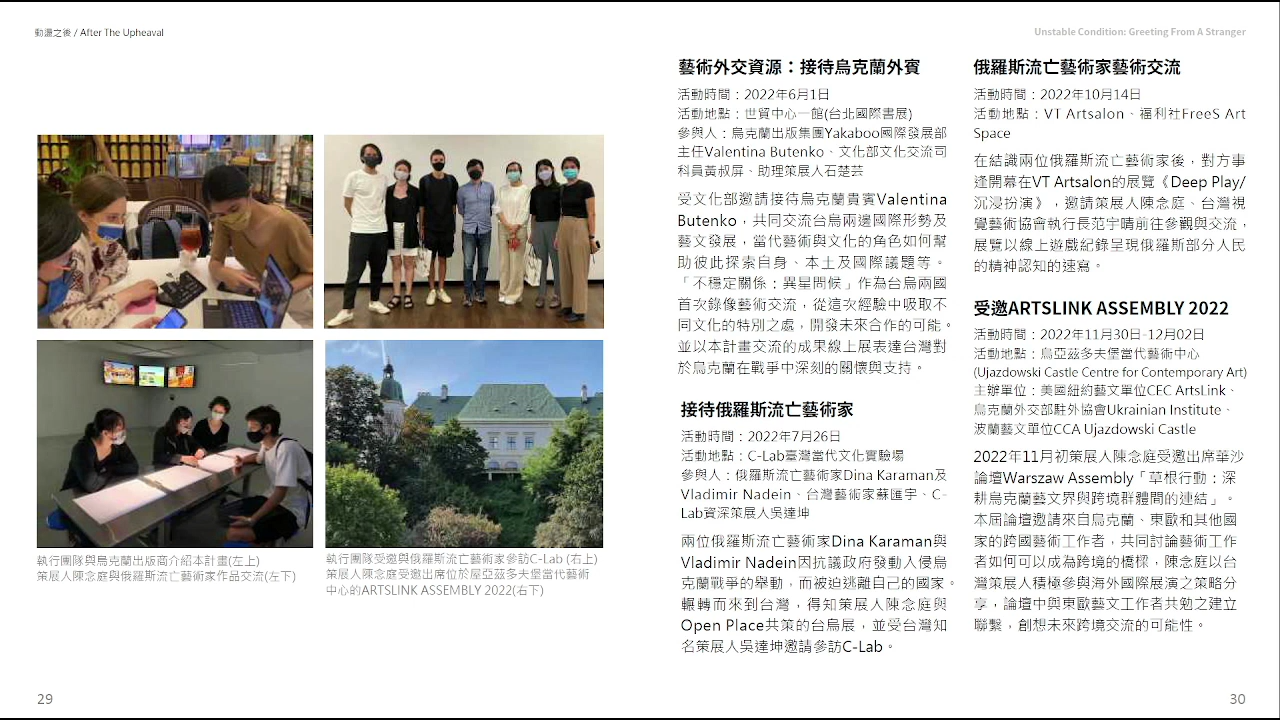 動盪之後 / After The Upheaval
Unstable Condition: Greeting From A Stranger
執行團隊與烏克蘭出版商介紹本計畫(左上)
策展人陳念庭與俄羅斯流亡藝術家作品交流(左下)
執行團隊受邀與俄羅斯流亡藝術家參訪C-Lab (右上)
策展人陳念庭受邀出席位於屋亞茲多夫堡當代藝術
中心的ARTSLINK ASSEMBLY 2022(右下)
29
藝術外交資源：接待烏克蘭外賓
活動時間：2022年6月1日
活動地點：世貿中心一館(台北國際書展)
參與人：烏克蘭出版集團Yakaboo國際發展部
主任Valentina Butenko、文化部文化交流司
科員黃叔屏、助理策展人石楚芸
受文化部邀請接待烏克蘭貴賓Valentina
Butenko，共同交流台烏兩邊國際形勢及
藝文發展，當代藝術與文化的角色如何幫
助彼此探索自身、本土及國際議題等。
「不穩定關係：異星問候」作為台烏兩國
首次錄像藝術交流，從這次經驗中吸取不
同文化的特別之處，開發未來合作的可能。
並以本計畫交流的成果線上展表達台灣對
於烏克蘭在戰爭中深刻的關懷與支持。
接待俄羅斯流亡藝術家
活動時間：2022年7月26日
活動地點：C-Lab臺灣當代文化實驗場
參與人：俄羅斯流亡藝術家Dina Karaman及
Vladimir Nadein、台灣藝術家蘇匯宇、C-
Lab資深策展人吳達坤
兩位俄羅斯流亡藝術家Dina Karaman與
Vladimir Nadein因抗議政府發動入侵烏
克蘭戰爭的舉動，而被迫逃離自己的國家。
輾轉而來到台灣，得知策展人陳念庭與
Open Place共策的台烏展，並受台灣知
名策展人吳達坤邀請參訪C-Lab。
俄羅斯流亡藝術家藝術交流
活動時間：2022年10月14日
活動地點：VT Artsalon、福利社FreeS Art
Space
在結識兩位俄羅斯流亡藝術家後，對方事
逢開幕在VT Artsalon的展覽《Deep Play/
沉浸扮演》，邀請策展人陳念庭、台灣視
覺藝術協會執行長范宇晴前往參觀與交流，
展覽以線上遊戲紀錄呈現俄羅斯部分人民
的精神認知的速寫。
受邀ARTSLINK ASSEMBLY 2022
活動時間：2022年11月30日-12月02日
活動地點：烏亞茲多夫堡當代藝術中心
(Ujazdowski Castle Centre for Contemporary Art)
主辦單位：美國紐約藝文單位CEC ArtsLink、
烏克蘭外交部駐外協會Ukrainian Institute、
波蘭藝文單位CCA Ujazdowski Castle
2022年11月初策展人陳念庭受邀出席華沙
論壇Warszaw Assembly「草根行動：深
耕烏克蘭藝文界與跨境群體間的連結」。
本屆論壇邀請來自烏克蘭、東歐和其他國
家的跨國藝術工作者，共同討論藝術工作
者如何可以成為跨境的橋樑，陳念庭以台
灣策展人積極參與海外國際展演之策略分
享，論壇中與東歐藝文工作者共勉之建立
聯繫，創想未來跨境交流的可能性。
30